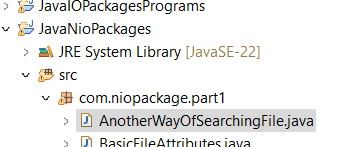 JavaIOPackagesPrograms
JavaNioPackages
JRE System Library [JavaSE-22]
src
com.niopackage.part1
AnotherWayOfSearchingFile.java
BasicFileAttributes.java